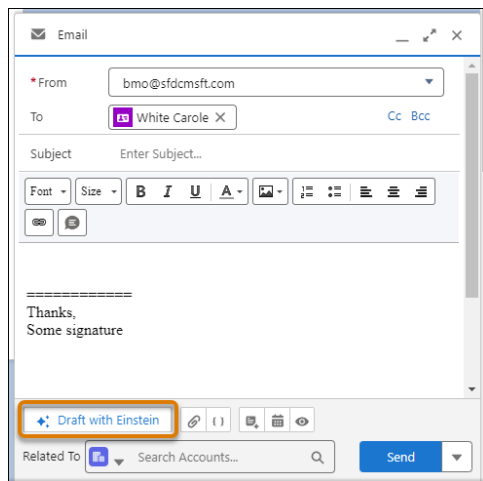 Email
*From bmo@sfdcmsft.com
To White Carole
Cc Bcc
Subject Enter Subject...
Font Size B I U A
============
Thanks,
Some signature
Draft with Einstein
Related To Search Accounts... Send